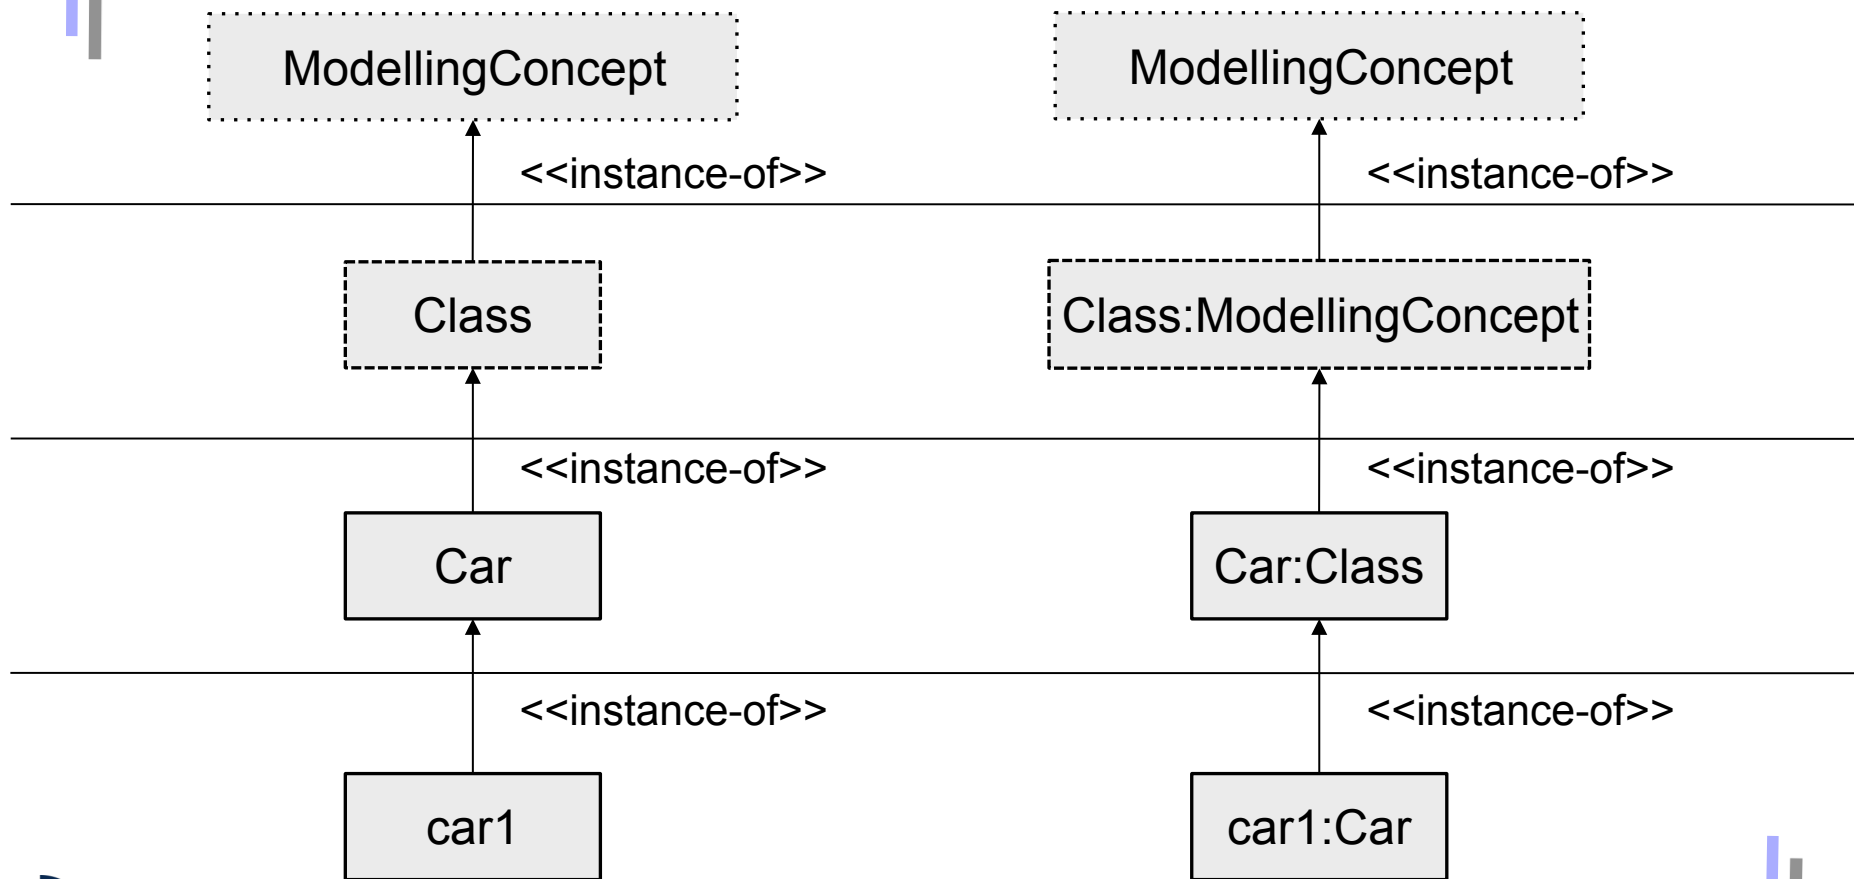 ModellingConcept
ModellingConcept
<<instance-of>>
<<instance-of>>
Class
Class:ModellingConcept
<<instance-of>>
<<instance-of>>
Car
Car:Class
<<instance-of>>
<<instance-of>>
car1
car1:Car